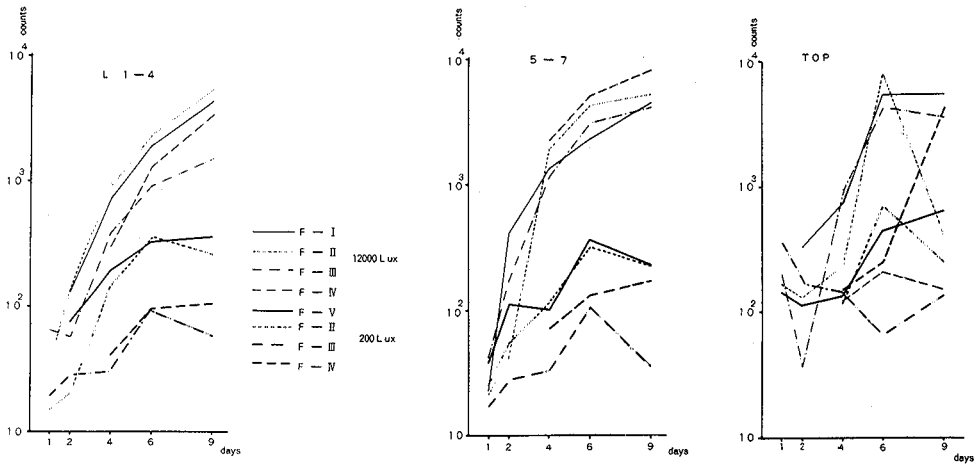 counts
10⁴
L 1-4
10³
10²
10
1 2 4 6 9
days
F - I
F - II
12000 Lux
F - III
F - IV
F - V
F - II
200 Lux
F - III
F - IV
counts
10⁴
5-7
10³
10²
10
1 2 4 6 9
days
counts
10⁴
TOP
10³
10²
10
1 2 4 6 9
days